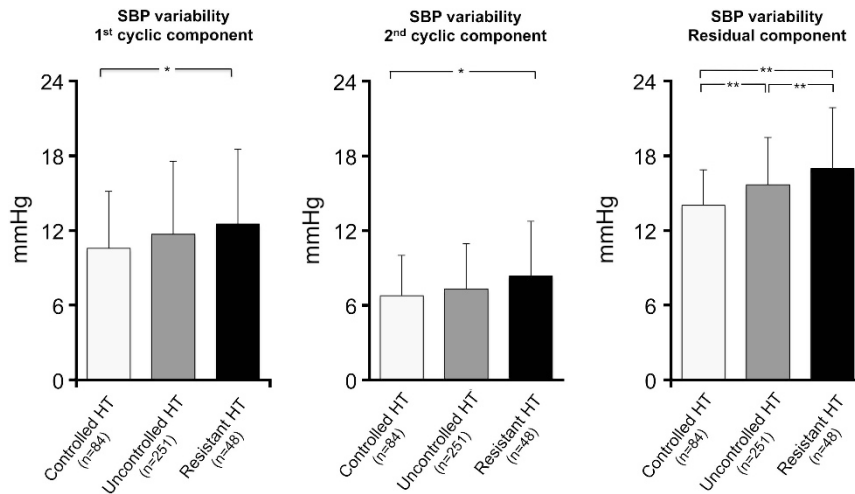 SBP variability
1st cyclic component
*
24
18
12
6
0
mmHg
Controlled HT
(n=84)
Uncontrolled HT
(n=251)
Resistant HT
(n=48)
SBP variability
2nd cyclic component
*
24
18
12
6
0
mmHg
Controlled HT
(n=84)
Uncontrolled HT
(n=251)
Resistant HT
(n=48)
SBP variability
Residual component
**
** **
24
18
12
6
0
mmHg
Controlled HT
(n=84)
Uncontrolled HT
(n=251)
Resistant HT
(n=48)